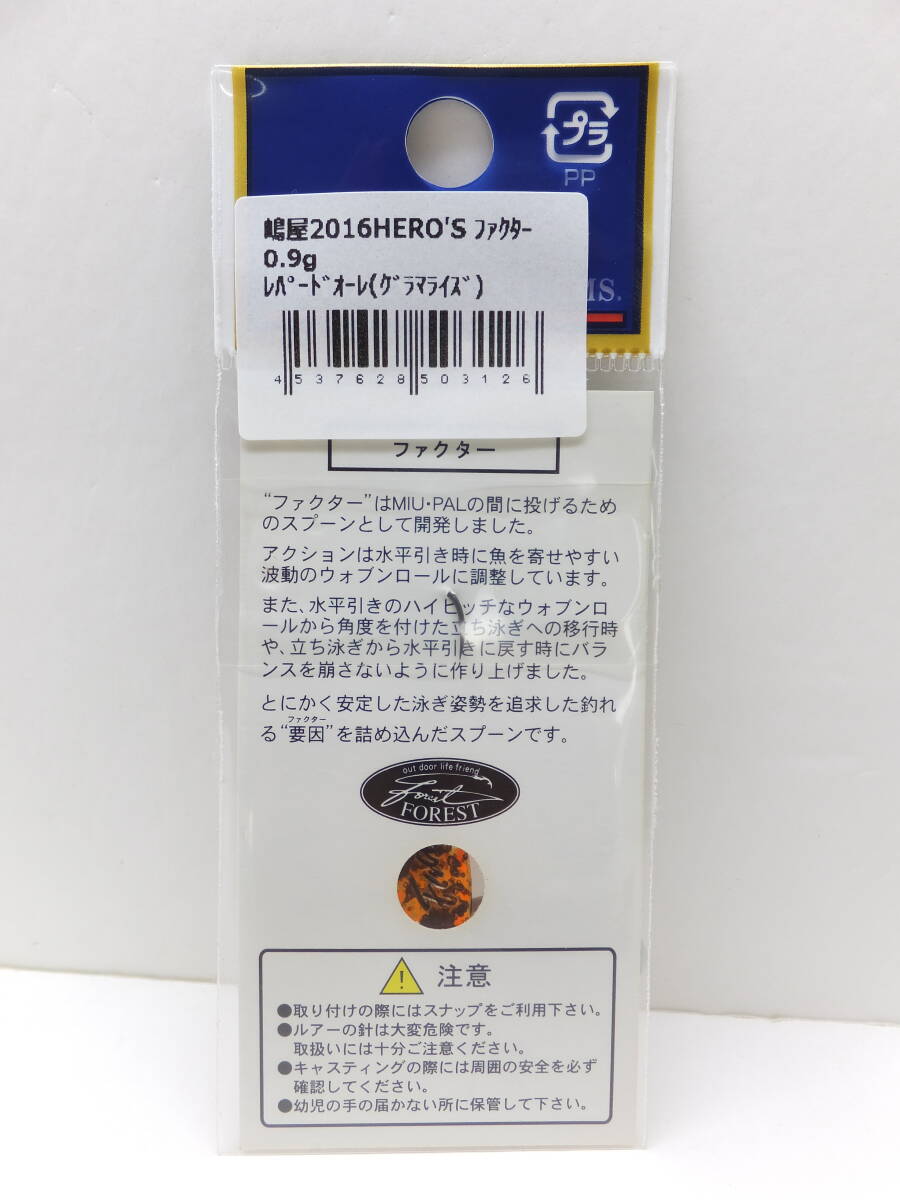 プラ
PP
嶋屋2016HERO'S ﾌｧｸﾀｰ
0.9g
ﾚﾊﾟｰﾄﾞｵｰﾚ(ｸﾞﾗﾏﾗｲｽﾞ)
MS.
4537628503126
ファクター
“ファクター”はMIU・PALの間に投げるため
のスプーンとして開発しました。
アクションは水平引き時に魚を寄せやすい
波動のウォブンロールに調整しています。
また、水平引きのハイピッチなウォブンロ
ールから角度を付けた立ち泳ぎへの移行時
や、立ち泳ぎから水平引きに戻す時にバラ
ンスを崩さないように作り上げました。
とにかく安定した泳ぎ姿勢を追求した釣れ
ファクター
る“要因”を詰め込んだスプーンです。
out door life friend
Forest
FOREST
注意
●取り付けの際にはスナップをご利用下さい。
●ルアーの針は大変危険です。
取扱いには十分ご注意ください。
●キャスティングの際には周囲の安全を必ず
確認してください。
●幼児の手の届かない所に保管して下さい。